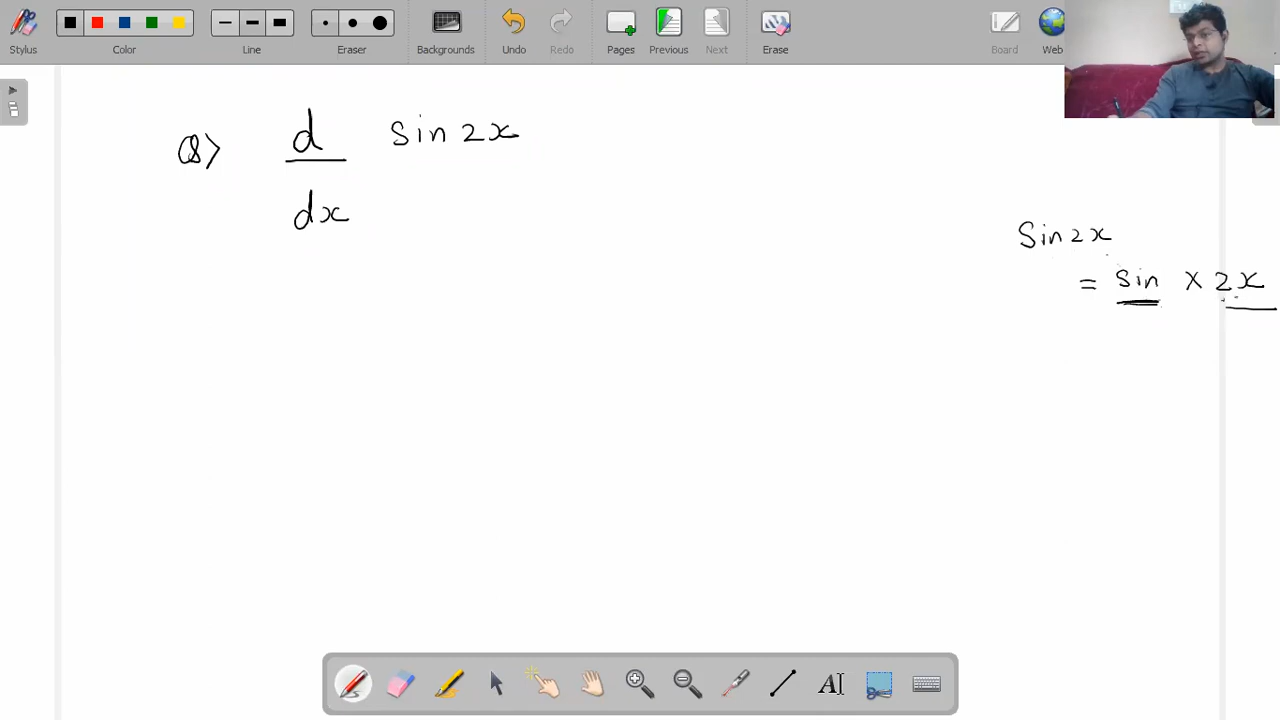 Stylus Color Line Eraser Backgrounds Undo Redo Pages Previous Next Erase Board Web
Q> d sin 2x
dx
Sin 2x
= sin × 2x